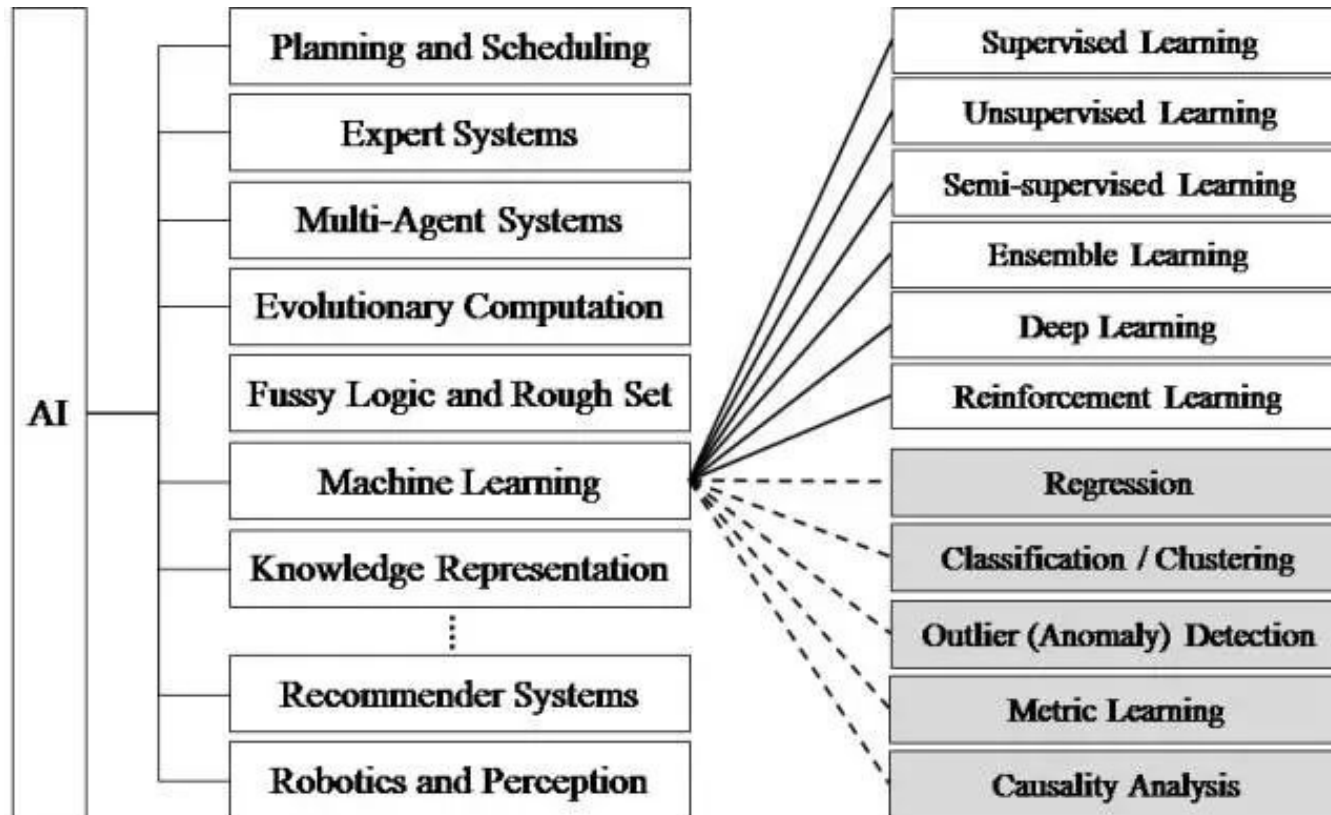 AI
Planning and Scheduling
Expert Systems
Multi-Agent Systems
Evolutionary Computation
Fussy Logic and Rough Set
Machine Learning
Knowledge Representation
Recommender Systems
Robotics and Perception
Supervised Learning
Unsupervised Learning
Semi-supervised Learning
Ensemble Learning
Deep Learning
Reinforcement Learning
Regression
Classification / Clustering
Outlier (Anomaly) Detection
Metric Learning
Causality Analysis